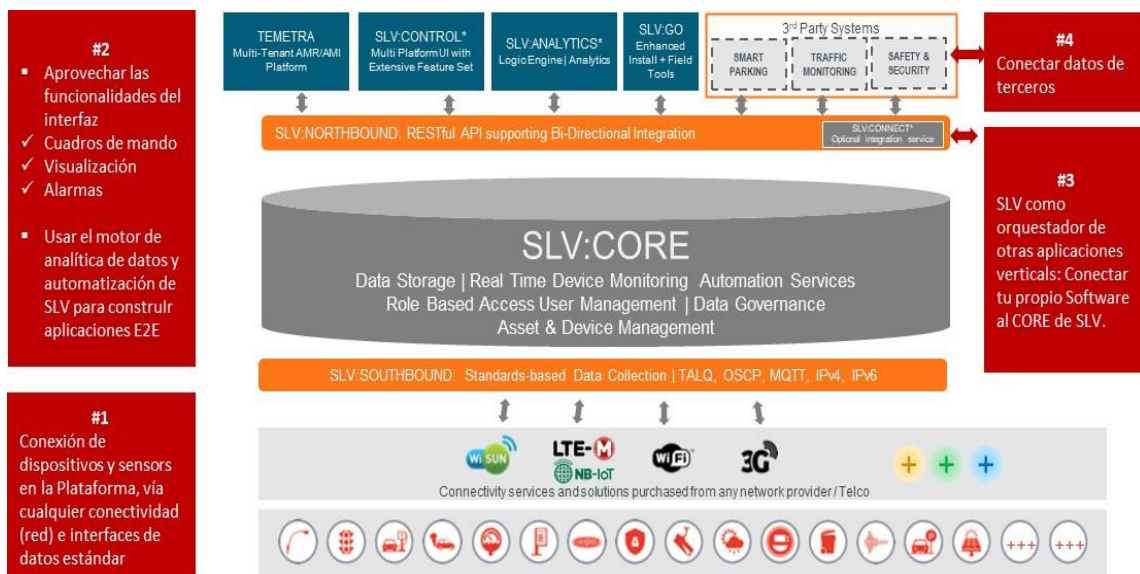 #2
▪ Aprovechar las
funcionalidades del
interfaz
✓ Cuadros de mando
✓ Visualización
✓ Alarmas
▪ Usar el motor de
analítica de datos y
automatización de
SLV para construir
aplicaciones E2E
#1
Conexión de
dispositivos y sensors
en la Plataforma, vía
cualquier conectividad
(red) e interfaces de
datos estándar
TEMETRA
Multi-Tenant AMR/AMI
Platform
SLV:CONTROL*
Multi Platform UI with
Extensive Feature Set
SLV:ANALYTICS*
Logic Engine | Analytics
SLV:GO
Enhanced
Install + Field
Tools
3rd Party Systems
SMART
PARKING
TRAFFIC
MONITORING
SAFETY &
SECURITY
SLV:NORTHBOUND: RESTful API supporting Bi-Directional Integration
SLV:CONNECT*
Optional integration service
SLV:CORE
Data Storage | Real Time Device Monitoring Automation Services
Role Based Access User Management | Data Governance
Asset & Device Management
SLV:SOUTHBOUND: Standards-based Data Collection | TALQ, OSCP, MQTT, IPv4, IPv6
Wi SUN
LTE-M
NB-IoT
WiFi
3G
+ + +
Connectivity services and solutions purchased from any network provider / Telco
+++ +++
#4
Conectar datos de
terceros
#3
SLV como
orquestador de
otras aplicaciones
verticals: Conectar
tu propio Software
al CORE de SLV.